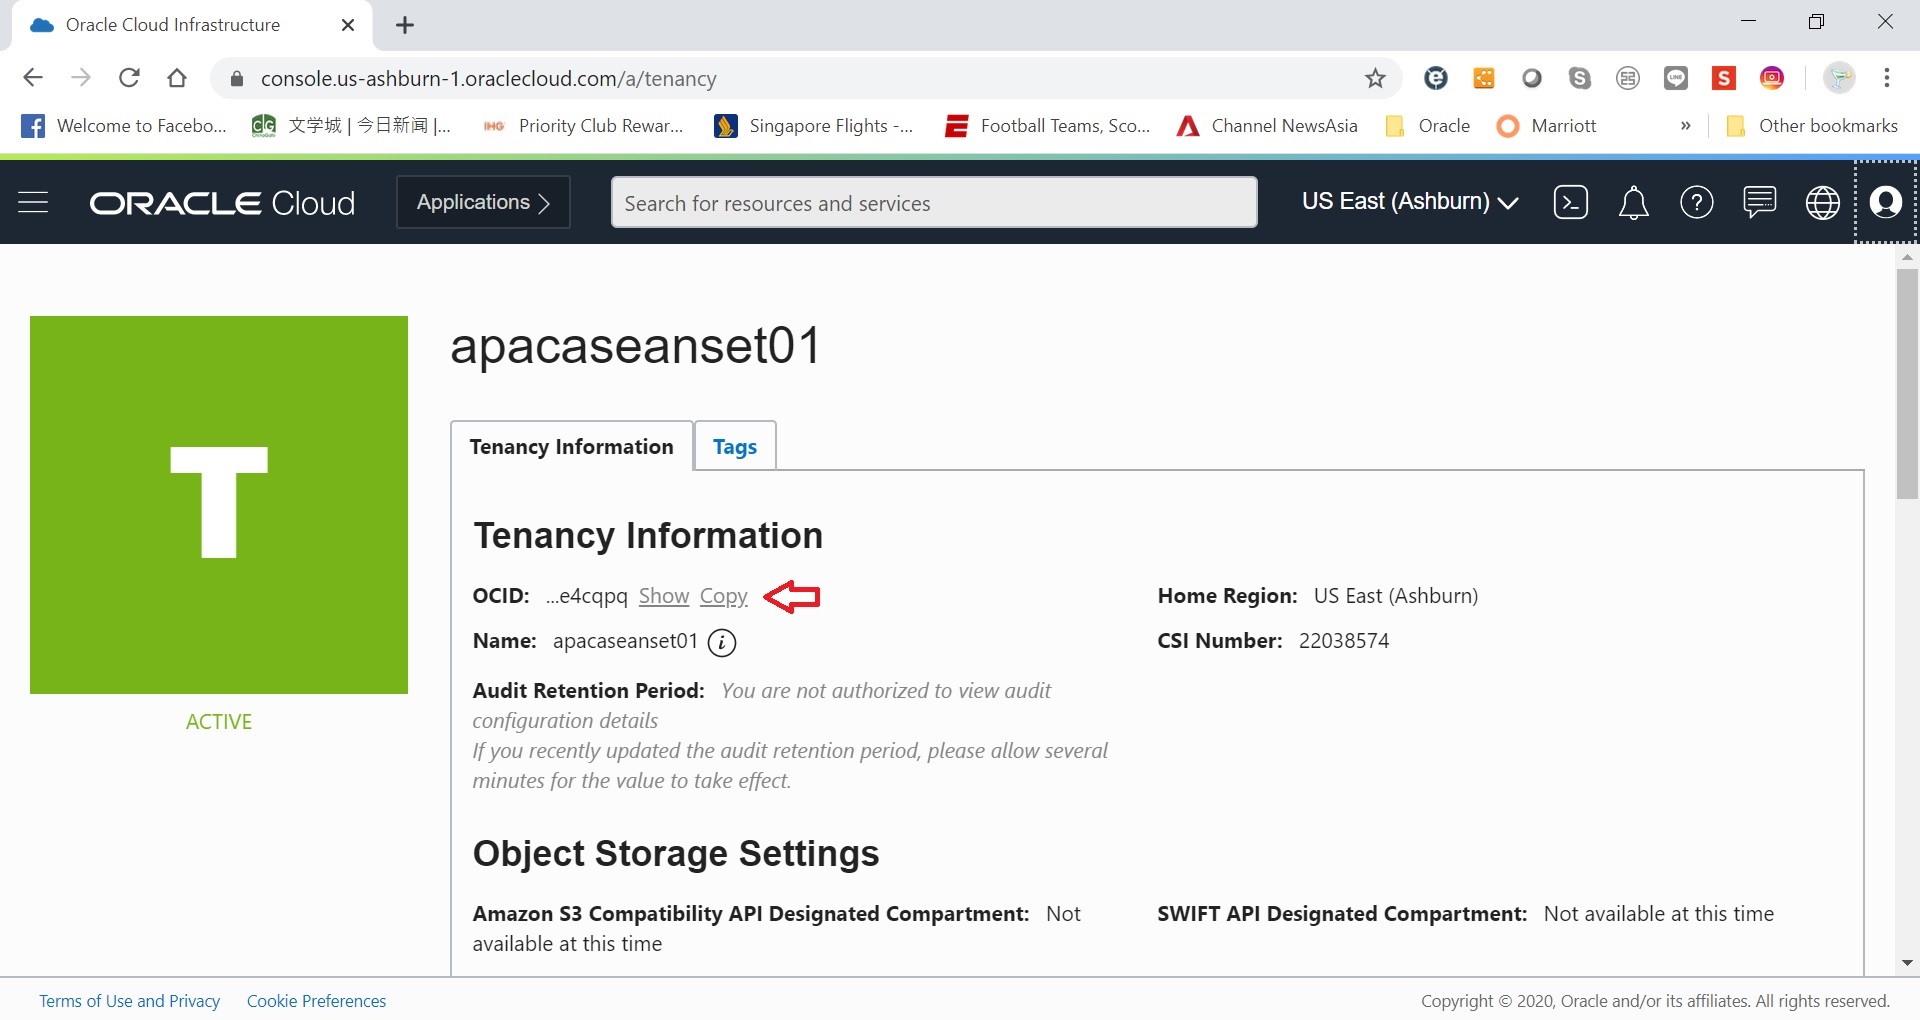 Oracle Cloud Infrastructure
console.us-ashburn-1.oraclecloud.com/a/tenancy
Welcome to Facebo... 文学城 | 今日新闻 |... IHG Priority Club Rewar... Singapore Flights -... Football Teams, Sco... Channel NewsAsia Oracle Marriott » Other bookmarks
ORACLE Cloud Applications Search for resources and services US East (Ashburn)
apacaseanset01
T
ACTIVE
Tenancy Information Tags
Tenancy Information
OCID: ...e4cqpq Show Copy Home Region: US East (Ashburn)
Name: apacaseanset01 i CSI Number: 22038574
Audit Retention Period: You are not authorized to view audit
configuration details
If you recently updated the audit retention period, please allow several
minutes for the value to take effect.
Object Storage Settings
Amazon S3 Compatibility API Designated Compartment: Not SWIFT API Designated Compartment: Not available at this time
available at this time
Terms of Use and Privacy Cookie Preferences Copyright © 2020, Oracle and/or its affiliates. All rights reserved.